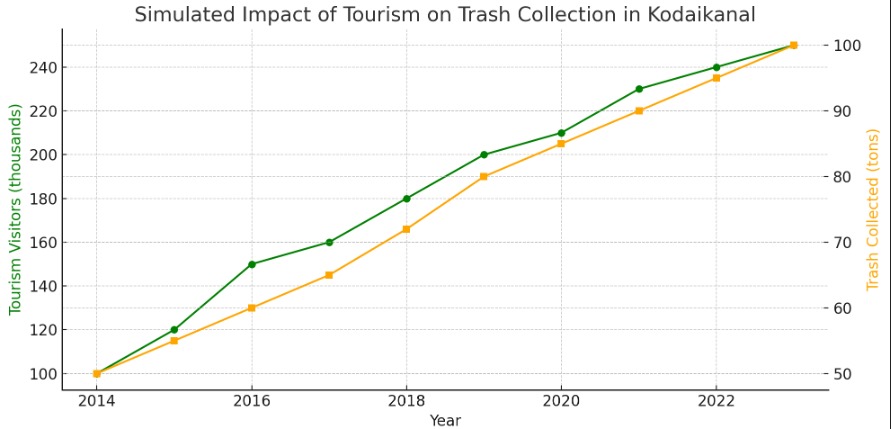 Simulated Impact of Tourism on Trash Collection in Kodaikanal
Tourism Visitors (thousands)
240
220
200
180
160
140
120
100
100
90
80
70
60
50
Trash Collected (tons)
2014 2016 2018 2020 2022
Year